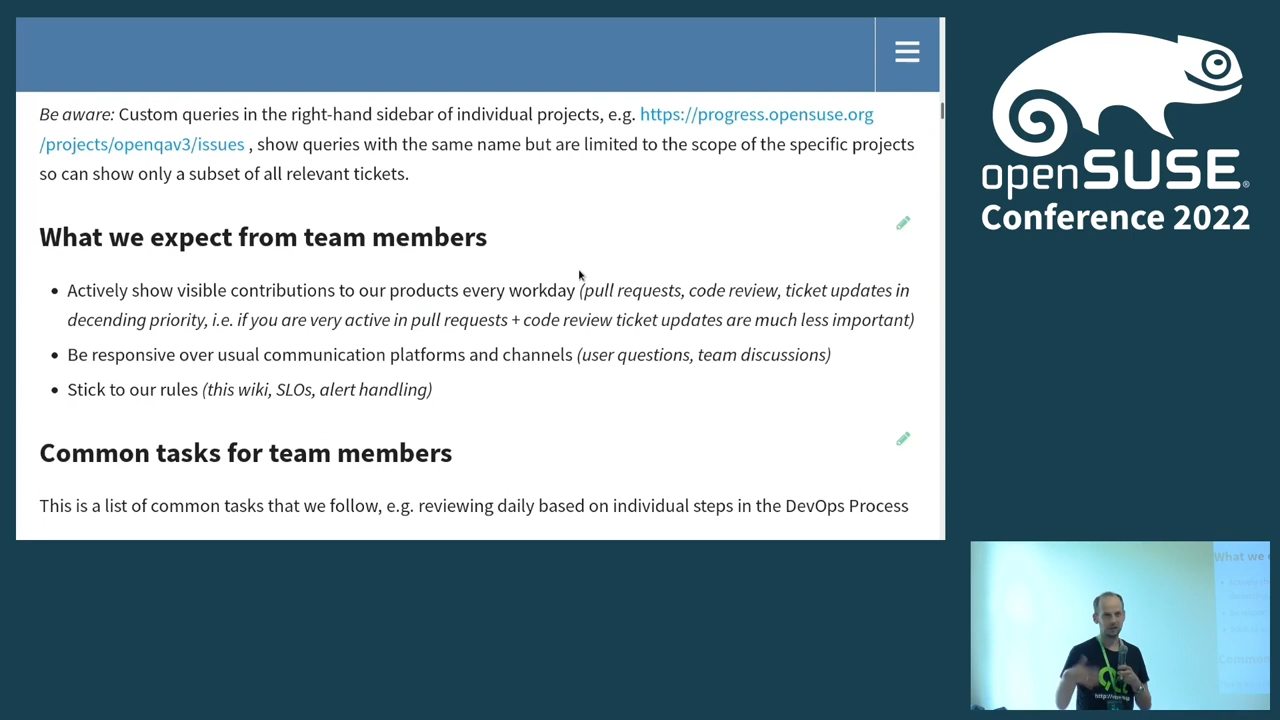 Be aware: Custom queries in the right-hand sidebar of individual projects, e.g. https://progress.opensuse.org
/projects/openqav3/issues , show queries with the same name but are limited to the scope of the specific projects
so can show only a subset of all relevant tickets.
What we expect from team members
• Actively show visible contributions to our products every workday (pull requests, code review, ticket updates in
decending priority, i.e. if you are very active in pull requests + code review ticket updates are much less important)
• Be responsive over usual communication platforms and channels (user questions, team discussions)
• Stick to our rules (this wiki, SLOs, alert handling)
Common tasks for team members
This is a list of common tasks that we follow, e.g. reviewing daily based on individual steps in the DevOps Process
openSUSE®
Conference 2022
What we
Common